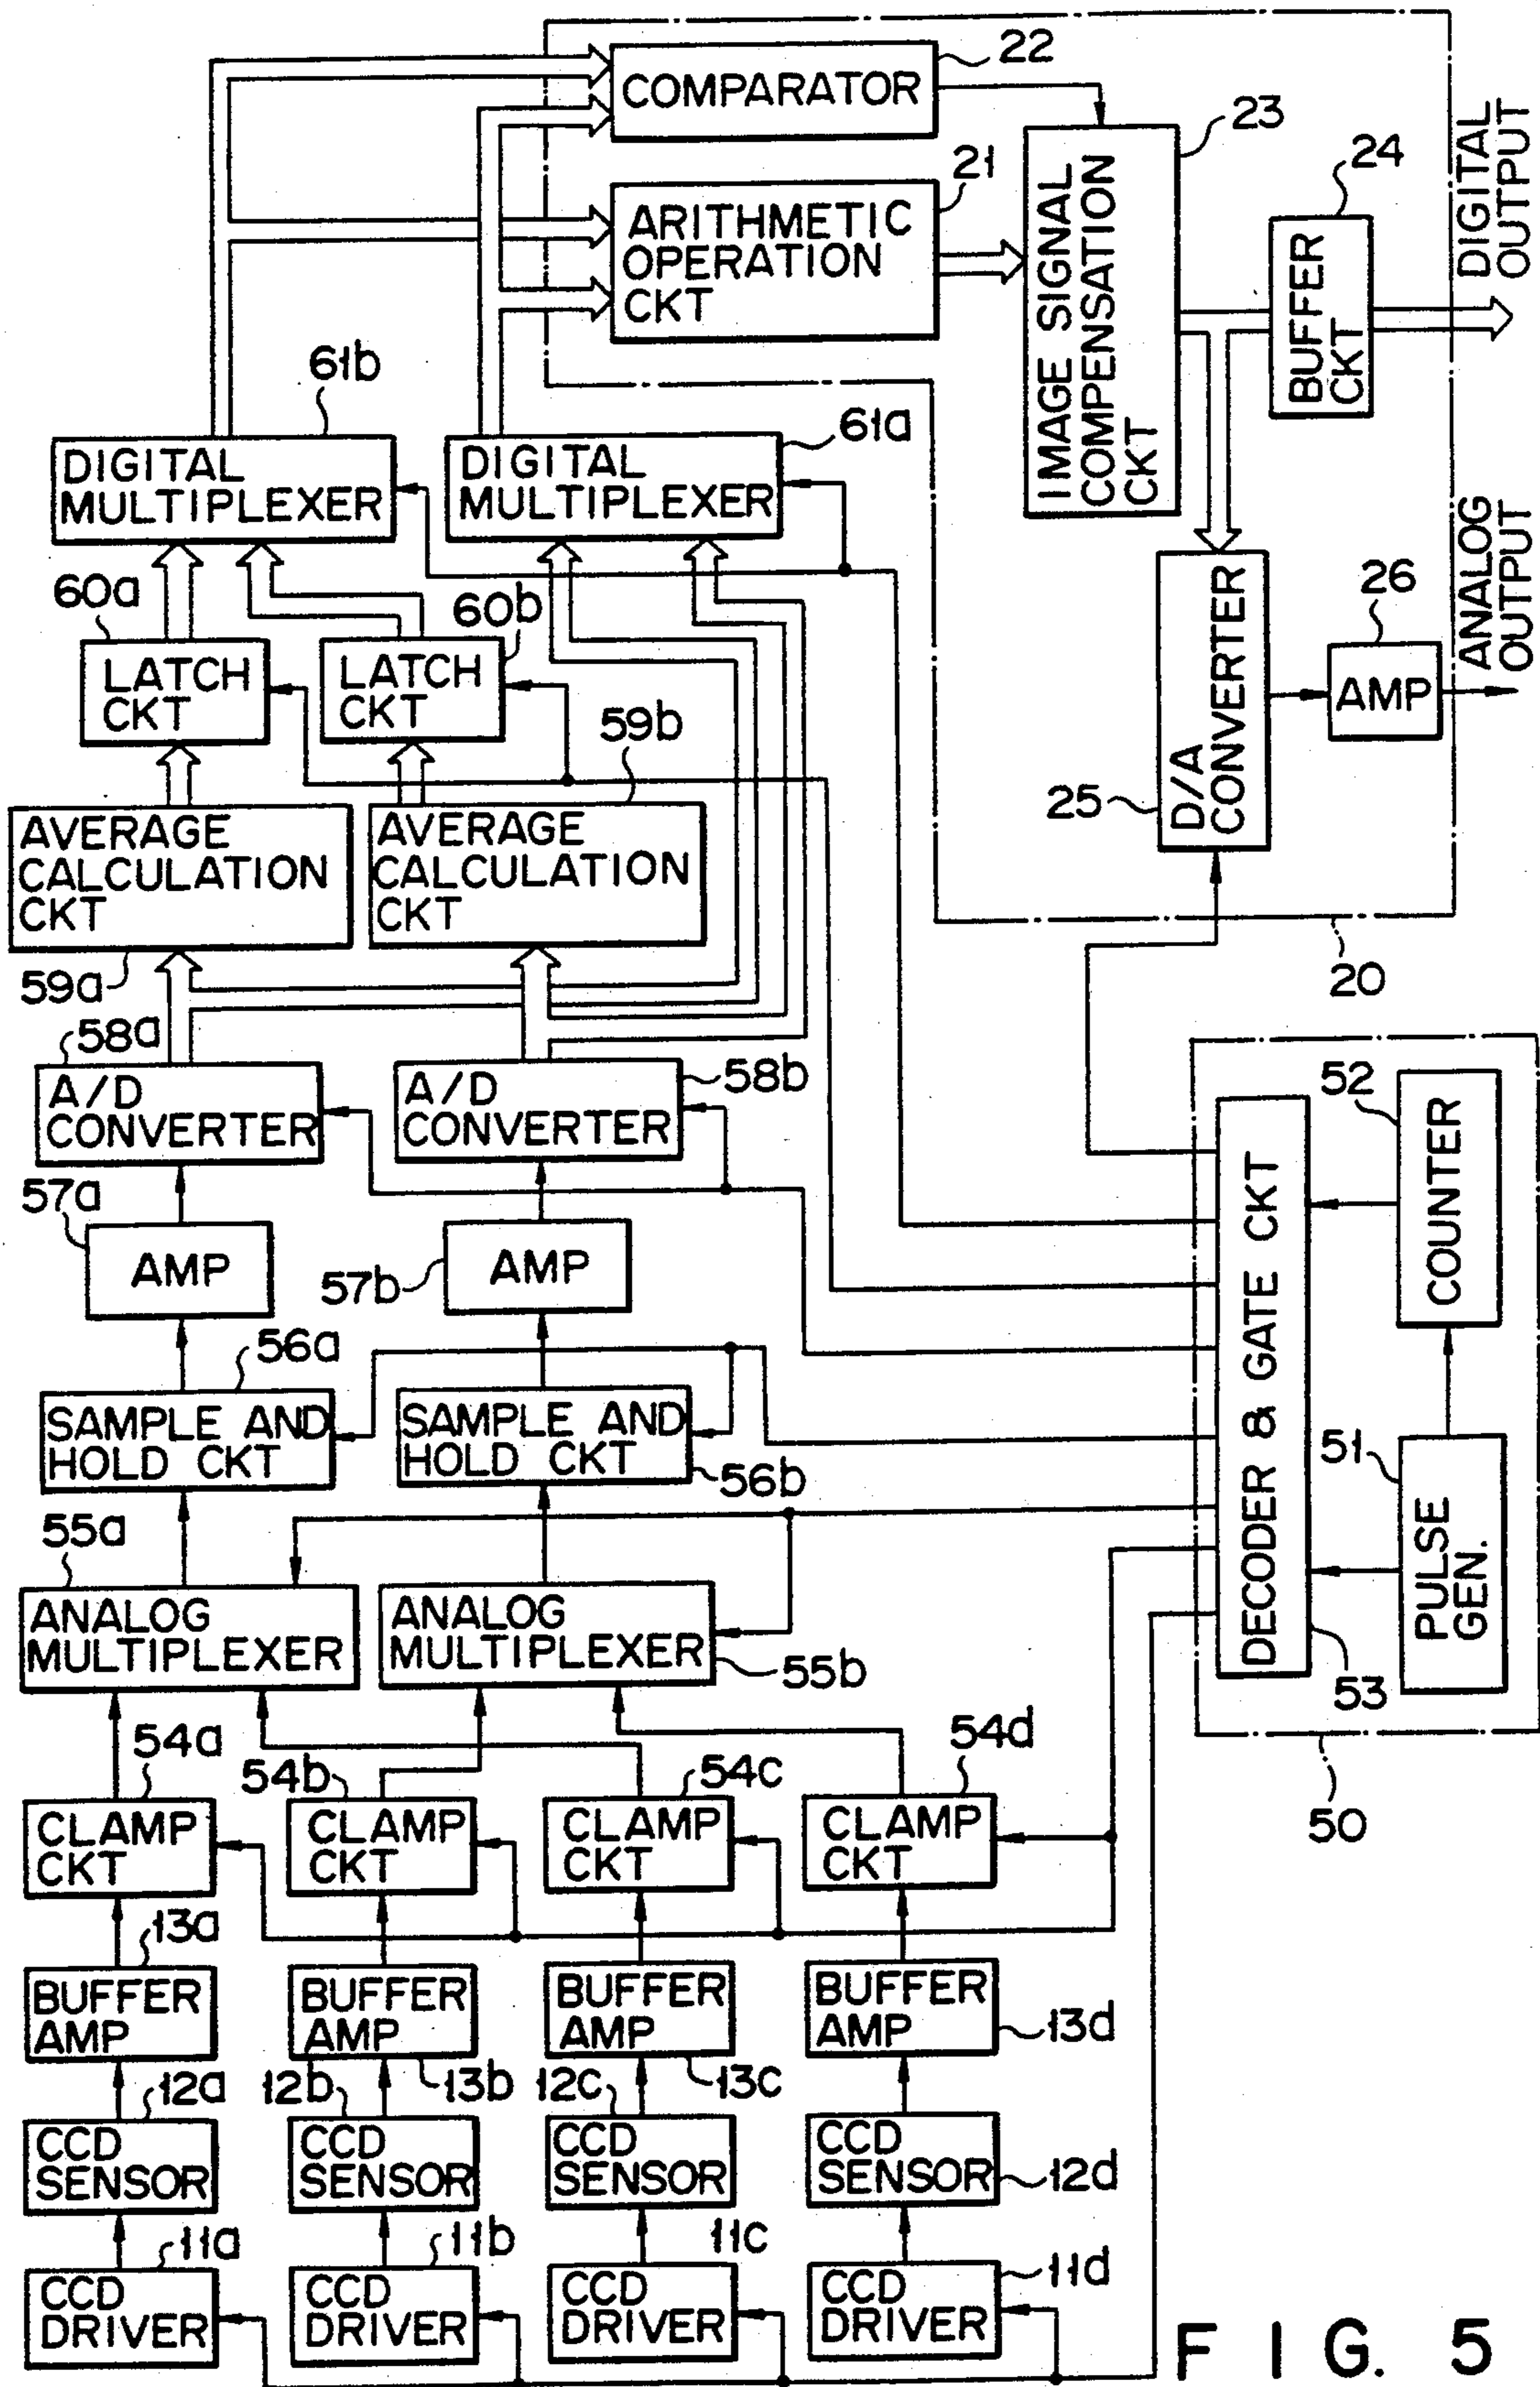 22
COMPARATOR
23
21
ARITHMETIC
OPERATION
CKT
IMAGE SIGNAL
COMPENSATION
CKT
24
BUFFER
CKT
DIGITAL
OUTPUT
61b
61a
DIGITAL
MULTIPLEXER
DIGITAL
MULTIPLEXER
60a
60b
LATCH
CKT
LATCH
CKT
26
AMP
ANALOG
OUTPUT
D/A
CONVERTER
25
59b
AVERAGE
CALCULATION
CKT
AVERAGE
CALCULATION
CKT
59a
20
58a
58b
A/D
CONVERTER
A/D
CONVERTER
52
COUNTER
57a
AMP
57b
AMP
DECODER & GATE CKT
56a
SAMPLE AND
HOLD CKT
SAMPLE AND
HOLD CKT
56b
51
PULSE
GEN.
55a
ANALOG
MULTIPLEXER
ANALOG
MULTIPLEXER
55b
53
54a
54b
54c
54d
50
CLAMP
CKT
CLAMP
CKT
CLAMP
CKT
CLAMP
CKT
13a
BUFFER
AMP
BUFFER
AMP
BUFFER
AMP
BUFFER
AMP
13d
12a
12b
13b
12c
13c
CCD
SENSOR
CCD
SENSOR
CCD
SENSOR
CCD
SENSOR
12d
11a
11b
11c
11d
CCD
DRIVER
CCD
DRIVER
CCD
DRIVER
CCD
DRIVER
FIG. 5